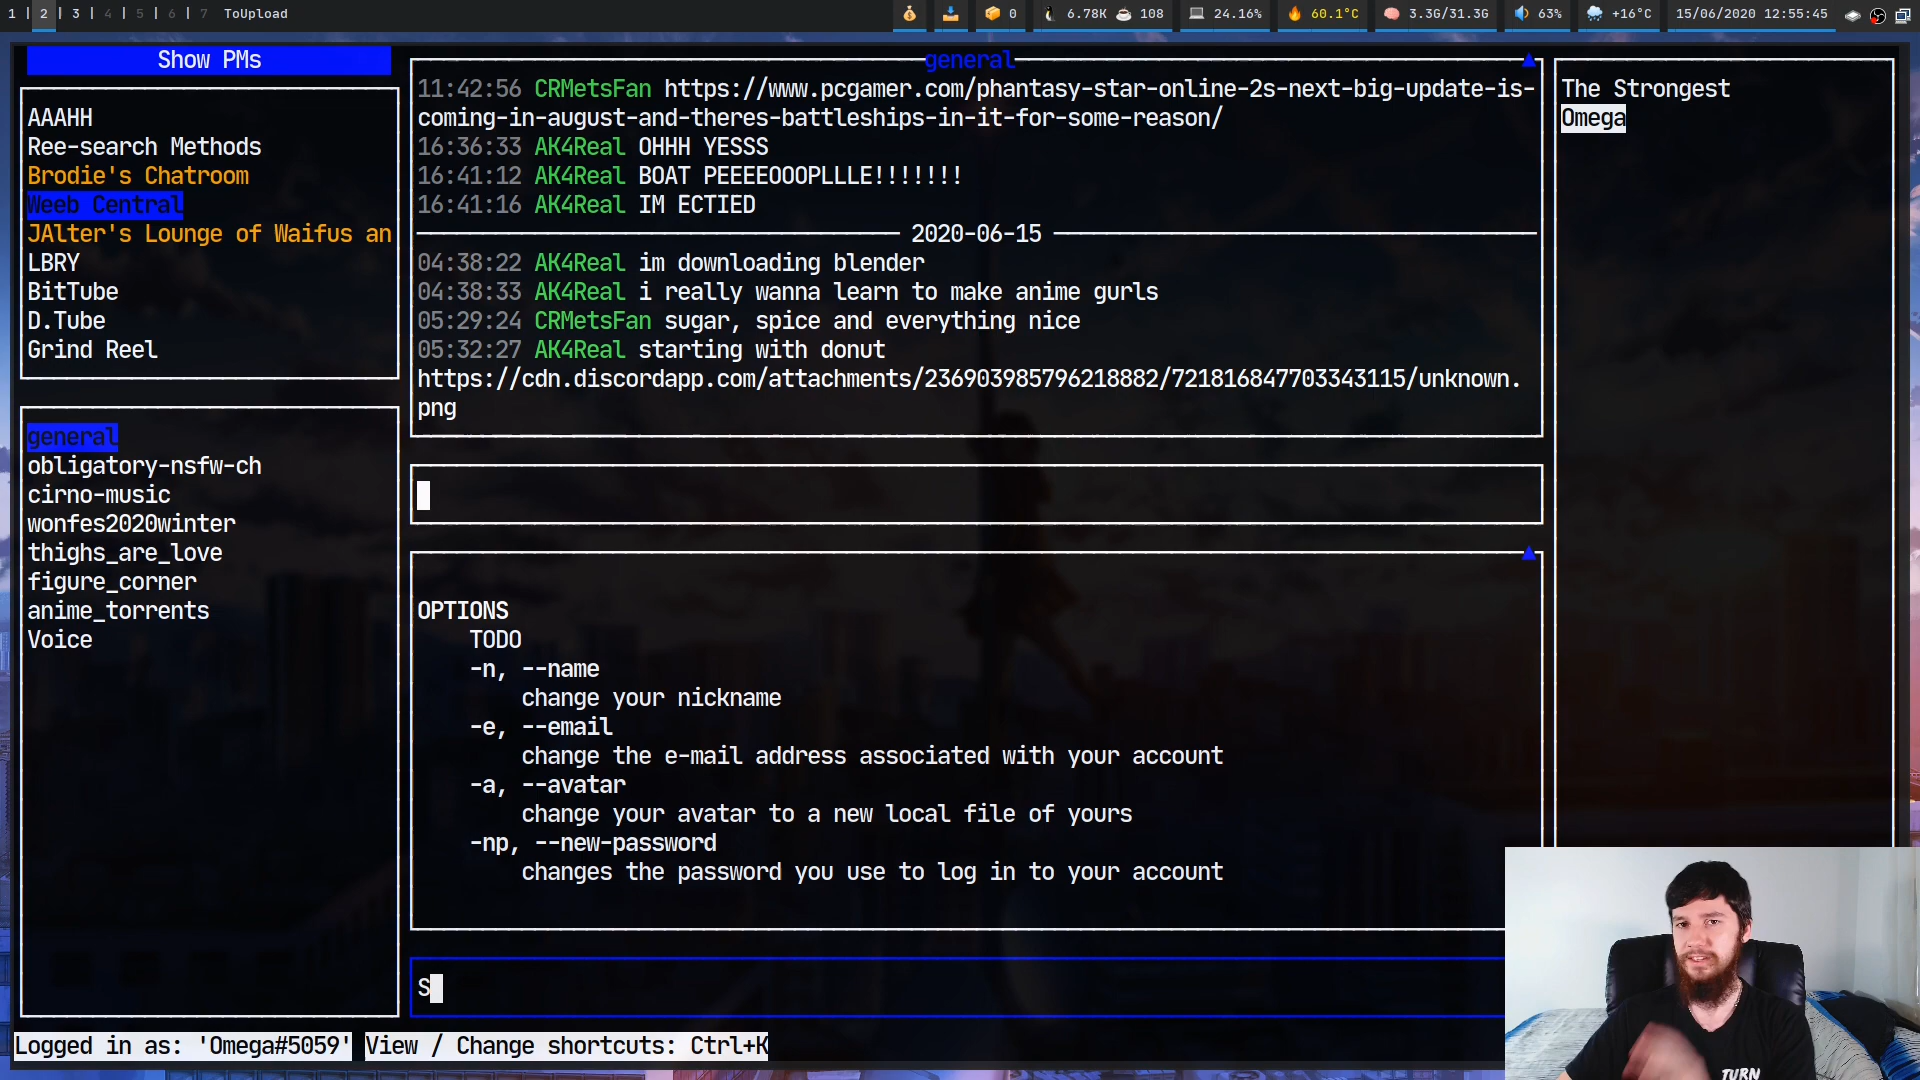 1 | 2 | 3 | 4 | 5 | 6 | 7 ToUpload
0 6.78K 108 24.16% 60.1°C 3.3G/31.3G 63% +16°C 15/06/2020 12:55:45
Show PMs
AAAHH
Ree-search Methods
Brodie's Chatroom
Weeb Central
JAlter's Lounge of Waifus an
LBRY
BitTube
D.Tube
Grind Reel
general
obligatory-nsfw-ch
cirno-music
wonfes2020winter
thighs_are_love
figure_corner
anime_torrents
Voice
general
11:42:56 CRMetsFan https://www.pcgamer.com/phantasy-star-online-2s-next-big-update-is-
coming-in-august-and-theres-battleships-in-it-for-some-reason/
16:36:33 AK4Real OHHH YESSS
16:41:12 AK4Real BOAT PEEEEOOOPLLLE!!!!!!!
16:41:16 AK4Real IM ECTIED
2020-06-15
04:38:22 AK4Real im downloading blender
04:38:33 AK4Real i really wanna learn to make anime gurls
05:29:24 CRMetsFan sugar, spice and everything nice
05:32:27 AK4Real starting with donut
https://cdn.discordapp.com/attachments/236903985796218882/721816847703343115/unknown.
png
OPTIONS
TODO
-n, --name
change your nickname
-e, --email
change the e-mail address associated with your account
-a, --avatar
change your avatar to a new local file of yours
-np, --new-password
changes the password you use to log in to your account
S
The Strongest
Omega
Logged in as: 'Omega#5059' View / Change shortcuts: Ctrl+K
TURN